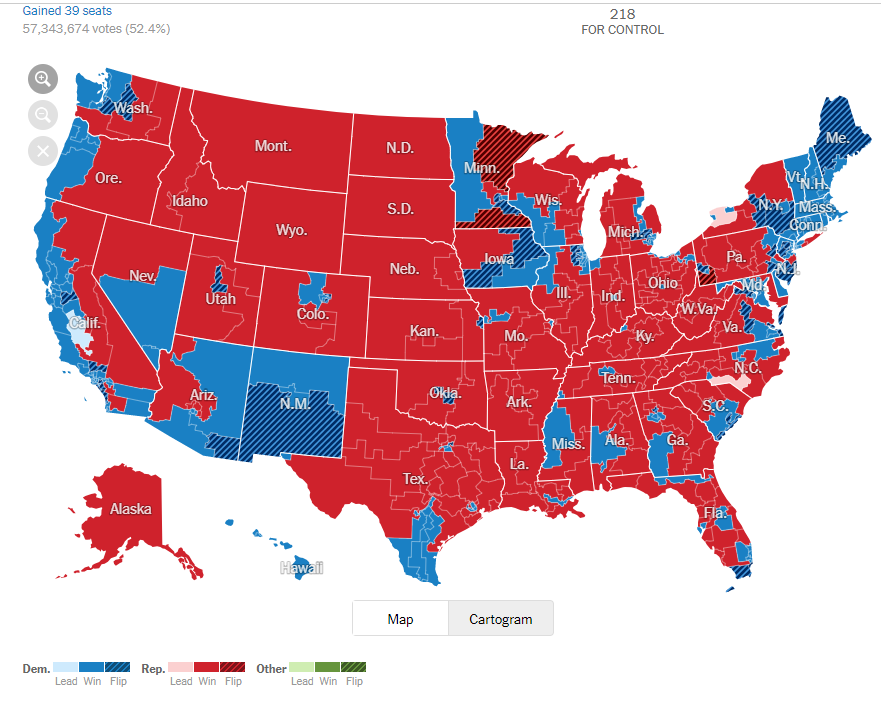 Gained 39 seats
57,343,674 votes (52.4%)
218
FOR CONTROL
Wash.
Mont.
N.D.
Minn.
Me.
Ore.
Idaho
S.D.
Wis.
Vt.
N.H.
Wyo.
Mich.
N.Y.
Mass.
Conn.
Nev.
Utah
Neb.
Iowa
Pa.
N.J.
Colo.
Ill.
Ind.
Ohio
Md.
Calif.
Kan.
Mo.
Ky.
W.Va.
Va.
Ariz.
N.M.
Okla.
Ark.
Tenn.
N.C.
S.C.
Miss.
Ala.
Ga.
Tex.
La.
Alaska
Fla.
Hawaii
Map
Cartogram
Dem.
Rep.
Other
Lead Win Flip
Lead Win Flip
Lead Win Flip